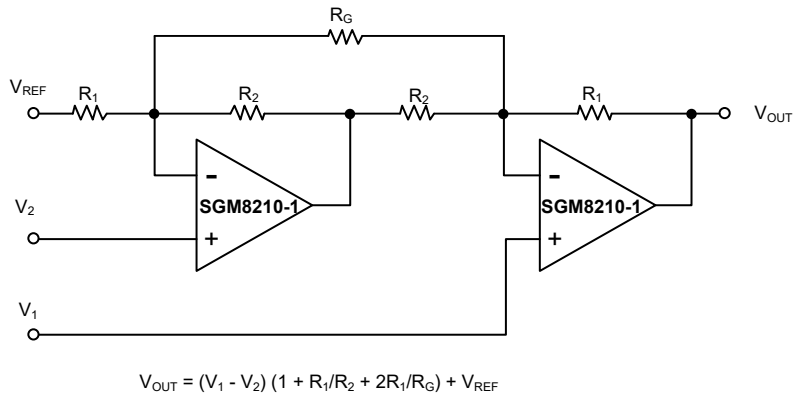 R_G
V_REF R_1 R_2 R_2 R_1 V_OUT
- -
V_2 SGM8210-1 SGM8210-1
+ +
V_1
V_OUT = (V_1 - V_2) (1 + R_1/R_2 + 2R_1/R_G) + V_REF